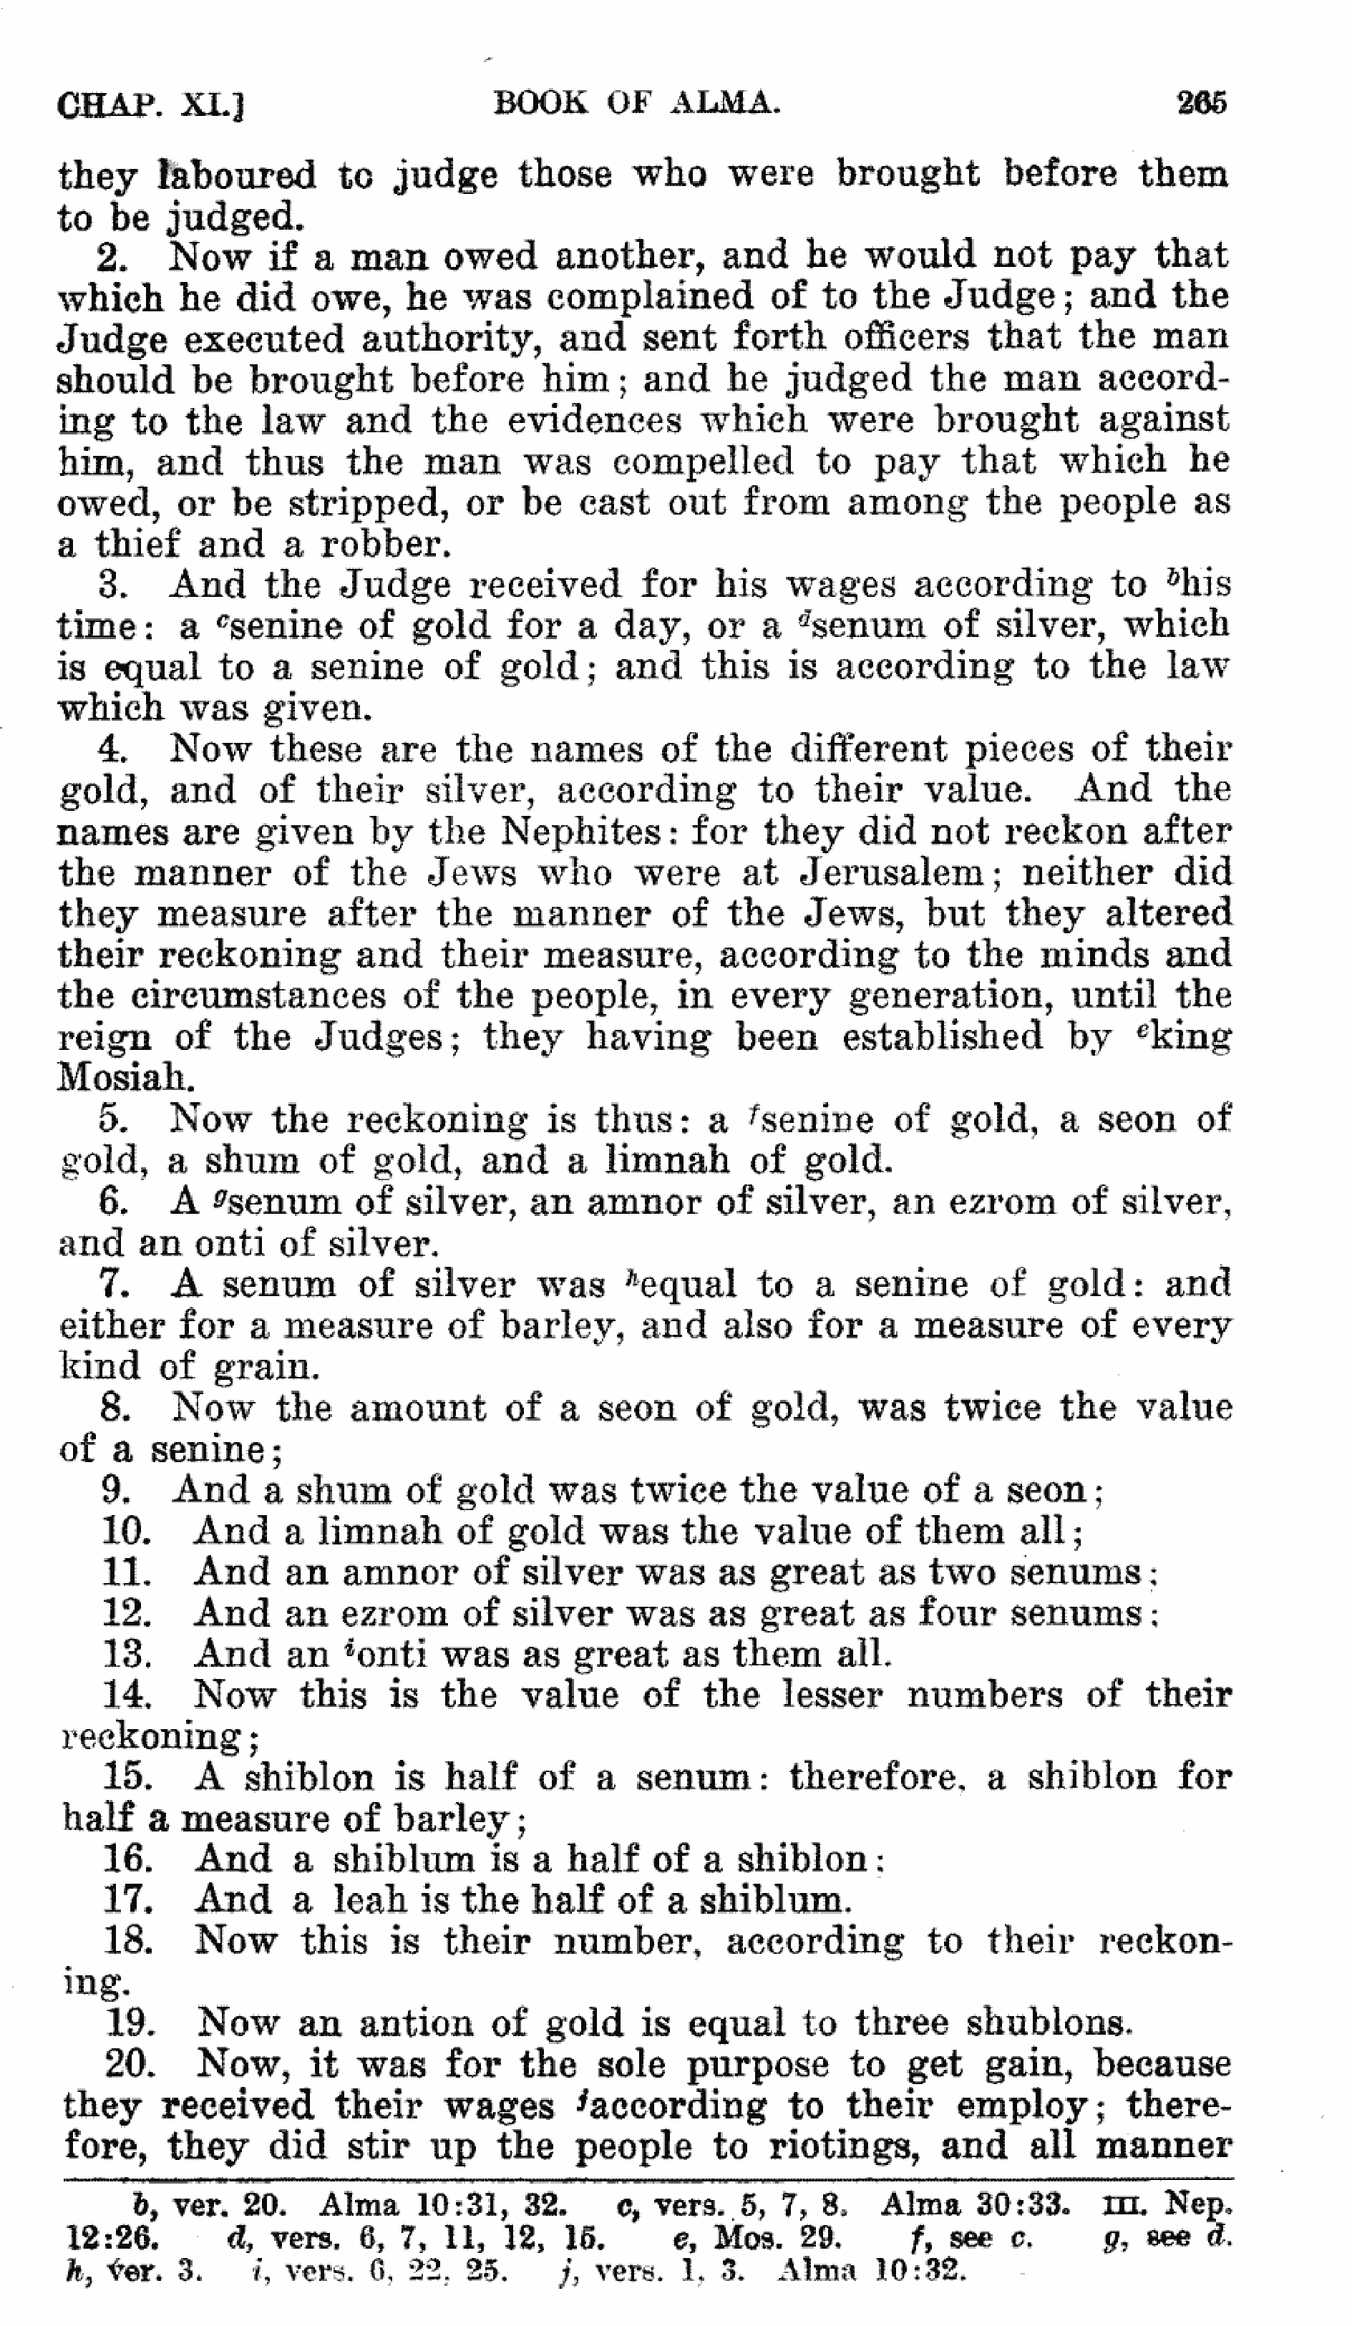 CHAP. XI.] BOOK OF ALMA. 265
they laboured to judge those who were brought before them
to be judged.
2. Now if a man owed another, and he would not pay that
which he did owe, he was complained of to the Judge; and the
Judge executed authority, and sent forth officers that the man
should be brought before him; and he judged the man accord-
ing to the law and the evidences which were brought against
him, and thus the man was compelled to pay that which he
owed, or be stripped, or be cast out from among the people as
a thief and a robber.
3. And the Judge received for his wages according to bhis
time: a csenine of gold for a day, or a dsenum of silver, which
is equal to a senine of gold; and this is according to the law
which was given.
4. Now these are the names of the different pieces of their
gold, and of their silver, according to their value. And the
names are given by the Nephites: for they did not reckon after
the manner of the Jews who were at Jerusalem; neither did
they measure after the manner of the Jews, but they altered
their reckoning and their measure, according to the minds and
the circumstances of the people, in every generation, until the
reign of the Judges; they having been established by eking
Mosiah.
5. Now the reckoning is thus: a fsenine of gold, a seon of
gold, a shum of gold, and a limnah of gold.
6. A gsenum of silver, an amnor of silver, an ezrom of silver,
and an onti of silver.
7. A senum of silver was hequal to a senine of gold: and
either for a measure of barley, and also for a measure of every
kind of grain.
8. Now the amount of a seon of gold, was twice the value
of a senine;
9. And a shum of gold was twice the value of a seon;
10. And a limnah of gold was the value of them all;
11. And an amnor of silver was as great as two senums;
12. And an ezrom of silver was as great as four senums;
13. And an ionti was as great as them all.
14. Now this is the value of the lesser numbers of their
reckoning;
15. A shiblon is half of a senum: therefore, a shiblon for
half a measure of barley;
16. And a shiblum is a half of a shiblon;
17. And a leah is the half of a shiblum.
18. Now this is their number, according to their reckon-
ing.
19. Now an antion of gold is equal to three shublons.
20. Now, it was for the sole purpose to get gain, because
they received their wages jaccording to their employ; there-
fore, they did stir up the people to riotings, and all manner
b, ver. 20. Alma 10:31, 32. c, vers. 5, 7, 8. Alma 30:33. III. Nep.
12:26. d, vers. 6, 7, 11, 12, 15. e, Mos. 29. f, see c. g, see d.
h, ver. 3. i, vers. 6, 22, 25. j, vers. 1, 3. Alma 10:32.